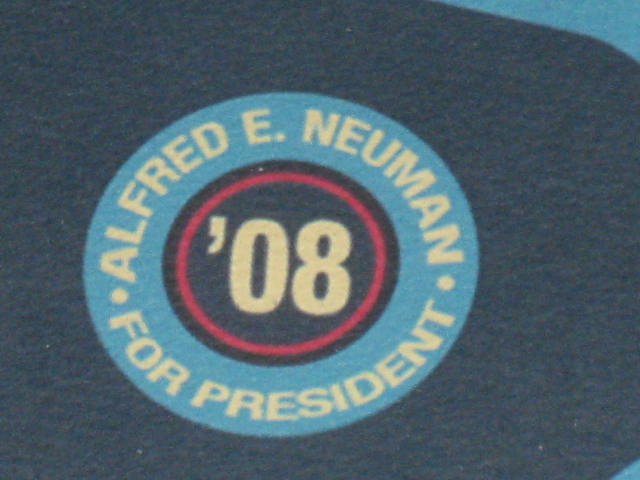 ALFRED E. NEUMAN
'08
• FOR PRESIDENT •